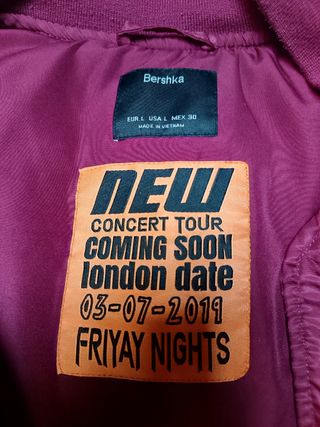 Bershka
EUR L USA L MEX 30
MADE IN VIETNAM
NEW
CONCERT TOUR
COMING SOON
london date
03-07-2019
FRIYAY NIGHTS